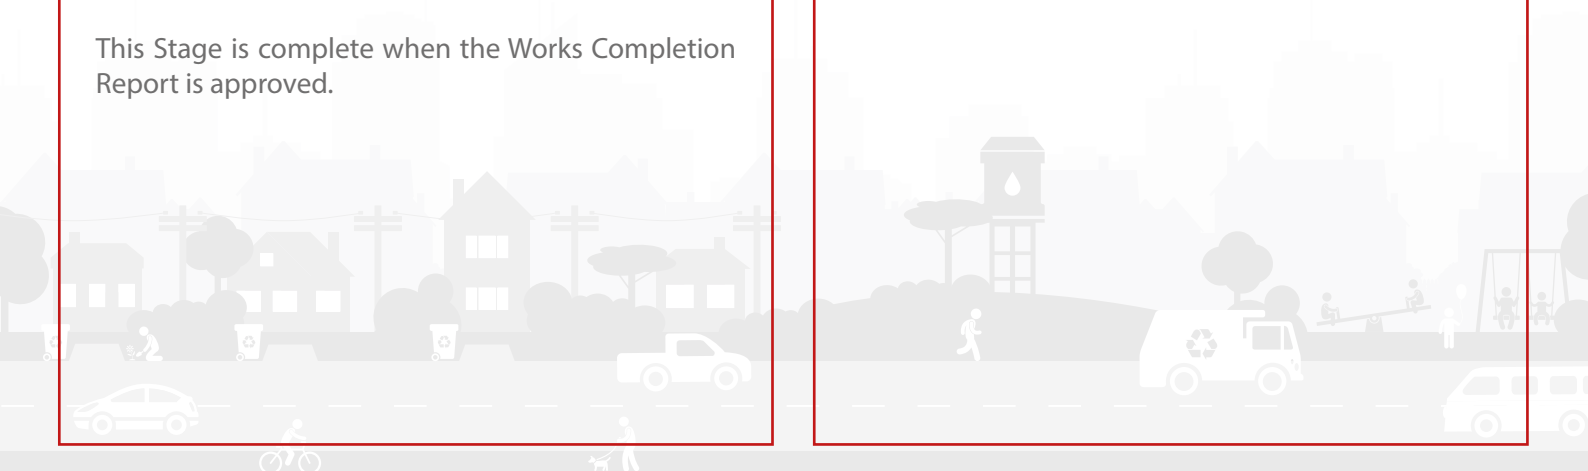 This Stage is complete when the Works Completion
Report is approved.